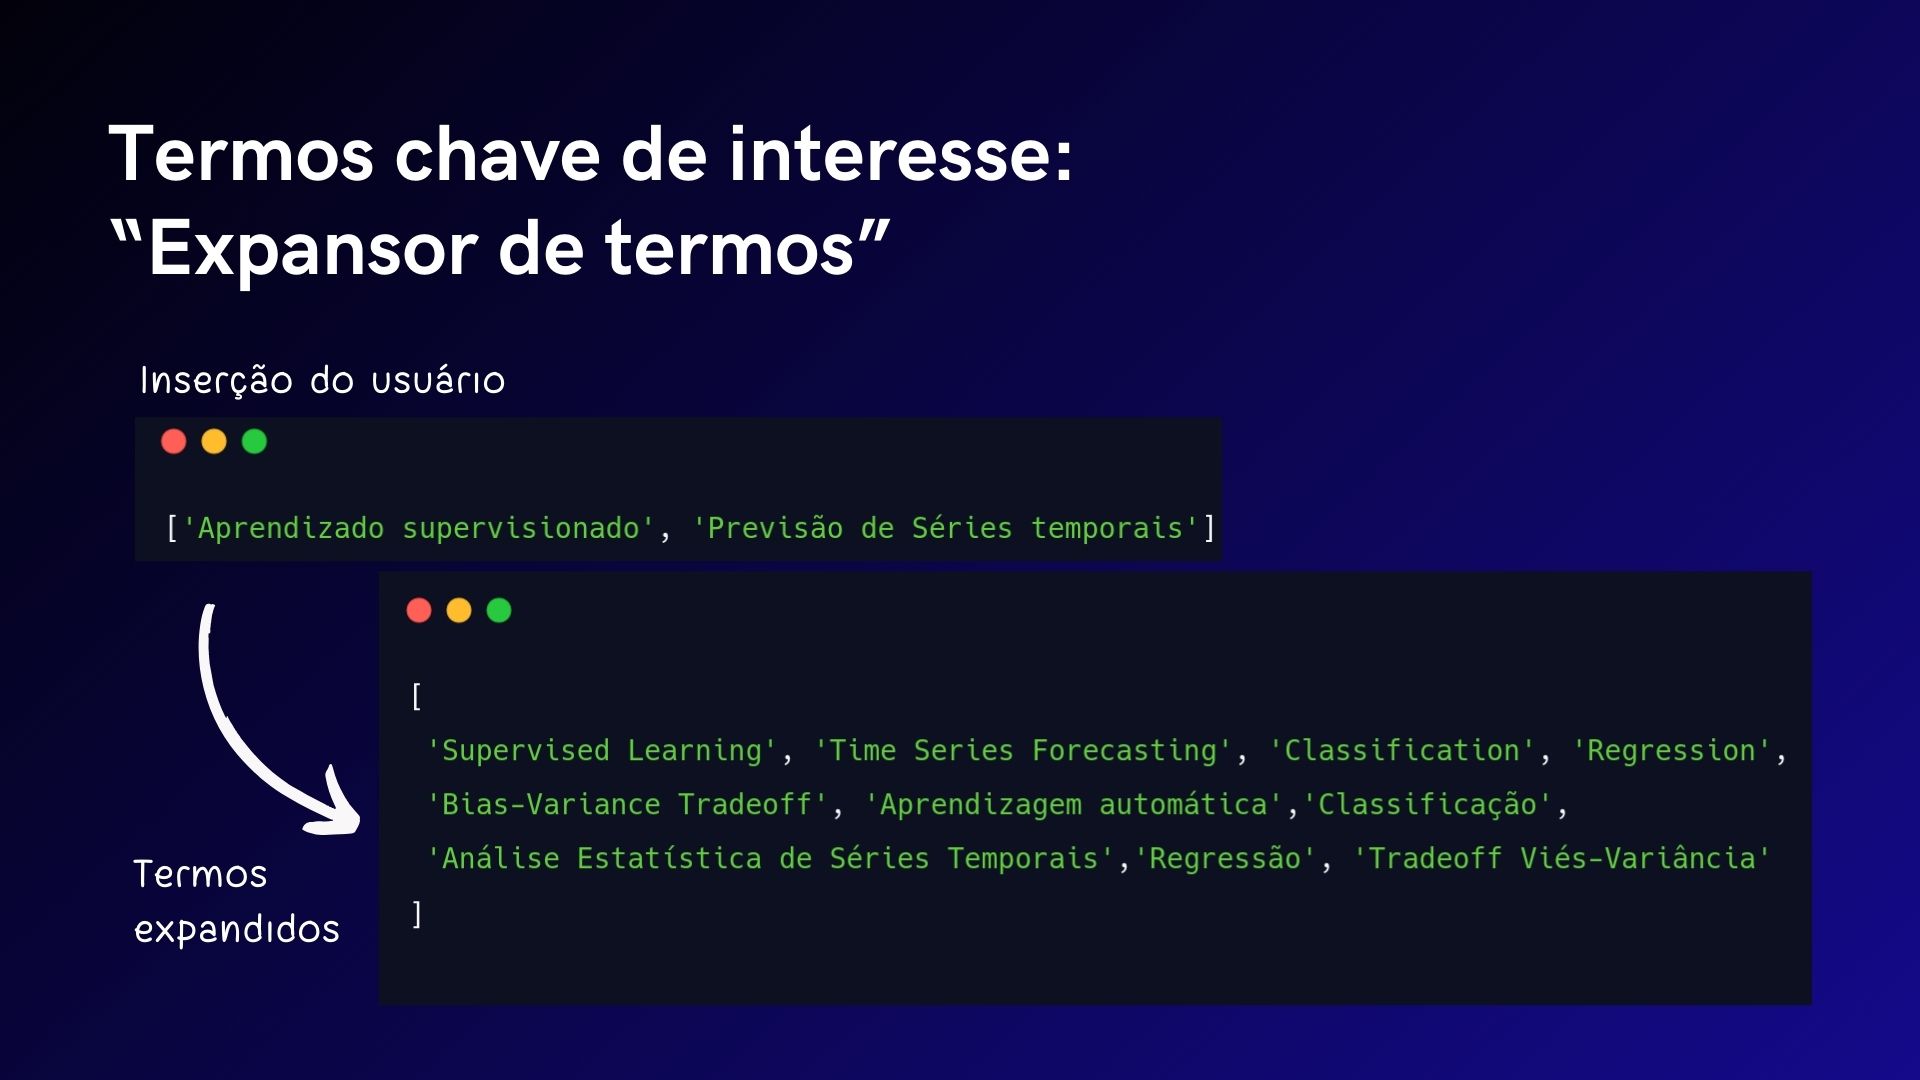 Termos chave de interesse:
“Expansor de termos”
Inserção do usuário
['Aprendizado supervisionado', 'Previsão de Séries temporais']
[
'Supervised Learning', 'Time Series Forecasting', 'Classification', 'Regression',
'Bias-Variance Tradeoff', 'Aprendizagem automática','Classificação',
'Análise Estatística de Séries Temporais','Regressão', 'Tradeoff Viés-Variância'
]
Termos
expandidos